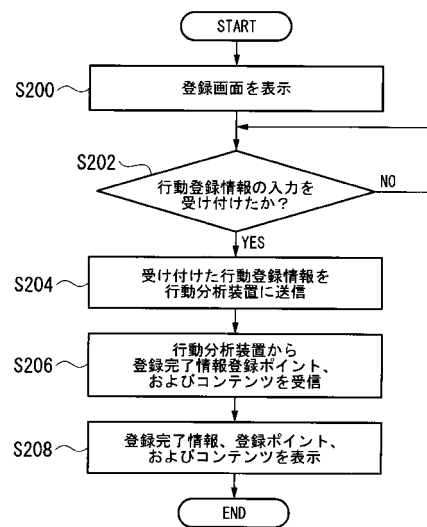 START
S200
登録画面を表示
S202
行動登録情報の入力を
受け付けたか？
NO
YES
S204
受け付けた行動登録情報を
行動分析装置に送信
S206
行動分析装置から
登録完了情報登録ポイント、
およびコンテンツを受信
S208
登録完了情報、登録ポイント、
およびコンテンツを表示
END